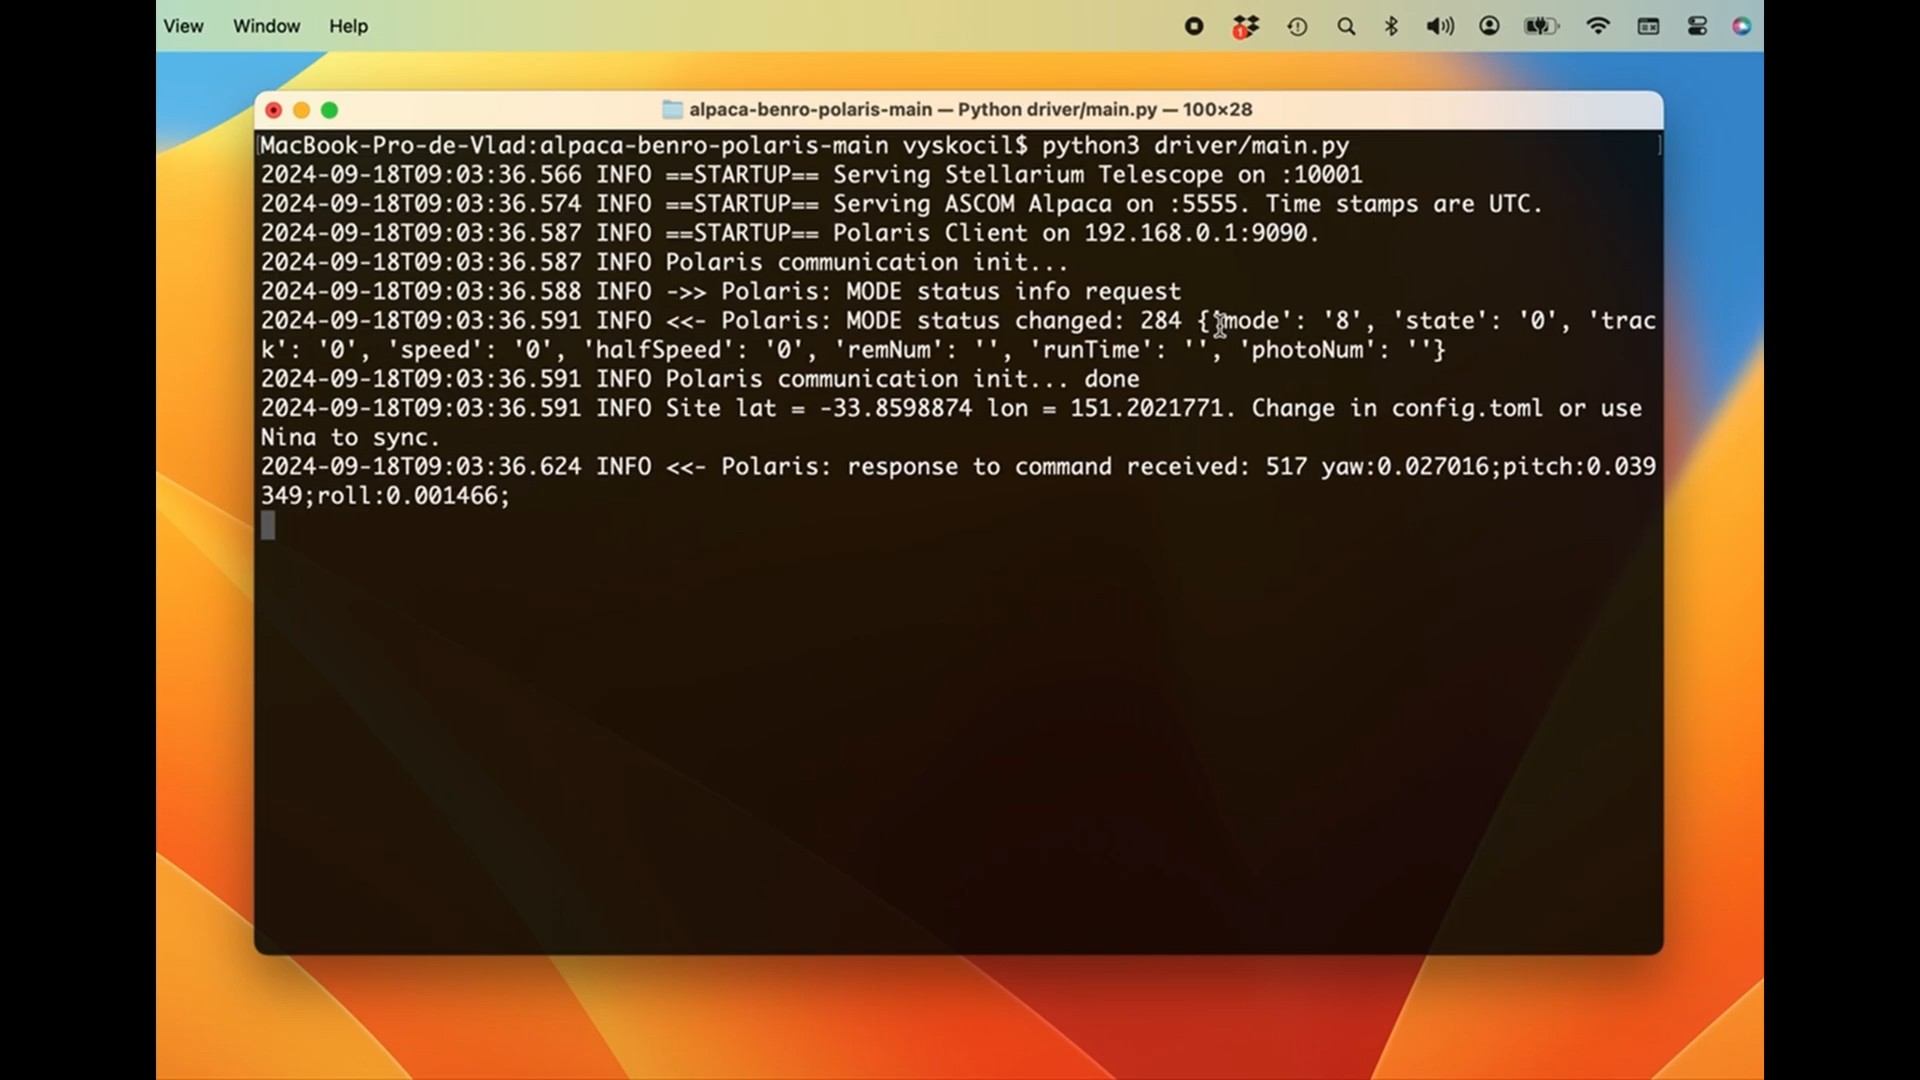 View Window Help
1
alpaca-benro-polaris-main — Python driver/main.py — 100×28
MacBook-Pro-de-Vlad:alpaca-benro-polaris-main vyskocil$ python3 driver/main.py
2024-09-18T09:03:36.566 INFO ==STARTUP== Serving Stellarium Telescope on :10001
2024-09-18T09:03:36.574 INFO ==STARTUP== Serving ASCOM Alpaca on :5555. Time stamps are UTC.
2024-09-18T09:03:36.587 INFO ==STARTUP== Polaris Client on 192.168.0.1:9090.
2024-09-18T09:03:36.587 INFO Polaris communication init...
2024-09-18T09:03:36.588 INFO ->> Polaris: MODE status info request
2024-09-18T09:03:36.591 INFO <<- Polaris: MODE status changed: 284 {'mode': '8', 'state': '0', 'trac
k': '0', 'speed': '0', 'halfSpeed': '0', 'remNum': '', 'runTime': '', 'photoNum': ''}
2024-09-18T09:03:36.591 INFO Polaris communication init... done
2024-09-18T09:03:36.591 INFO Site lat = -33.8598874 lon = 151.2021771. Change in config.toml or use
Nina to sync.
2024-09-18T09:03:36.624 INFO <<- Polaris: response to command received: 517 yaw:0.027016;pitch:0.039
349;roll:0.001466;